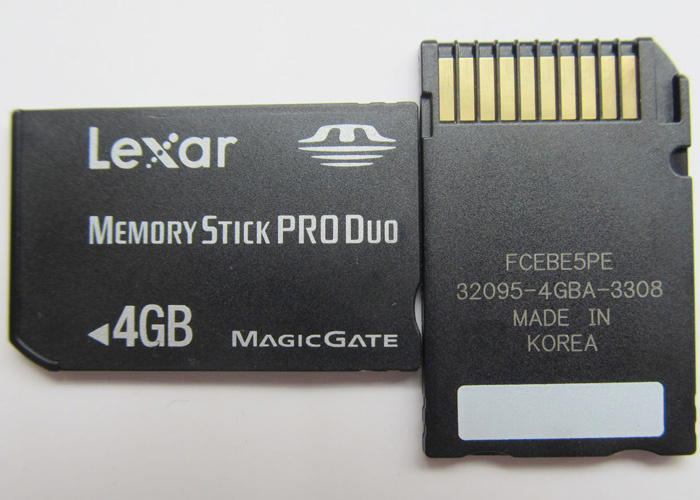 Lexar
MEMORY STICK PRO DUO
4GB
MAGICGATE
FCEBE5PE
32095-4GBA-3308
MADE IN
KOREA